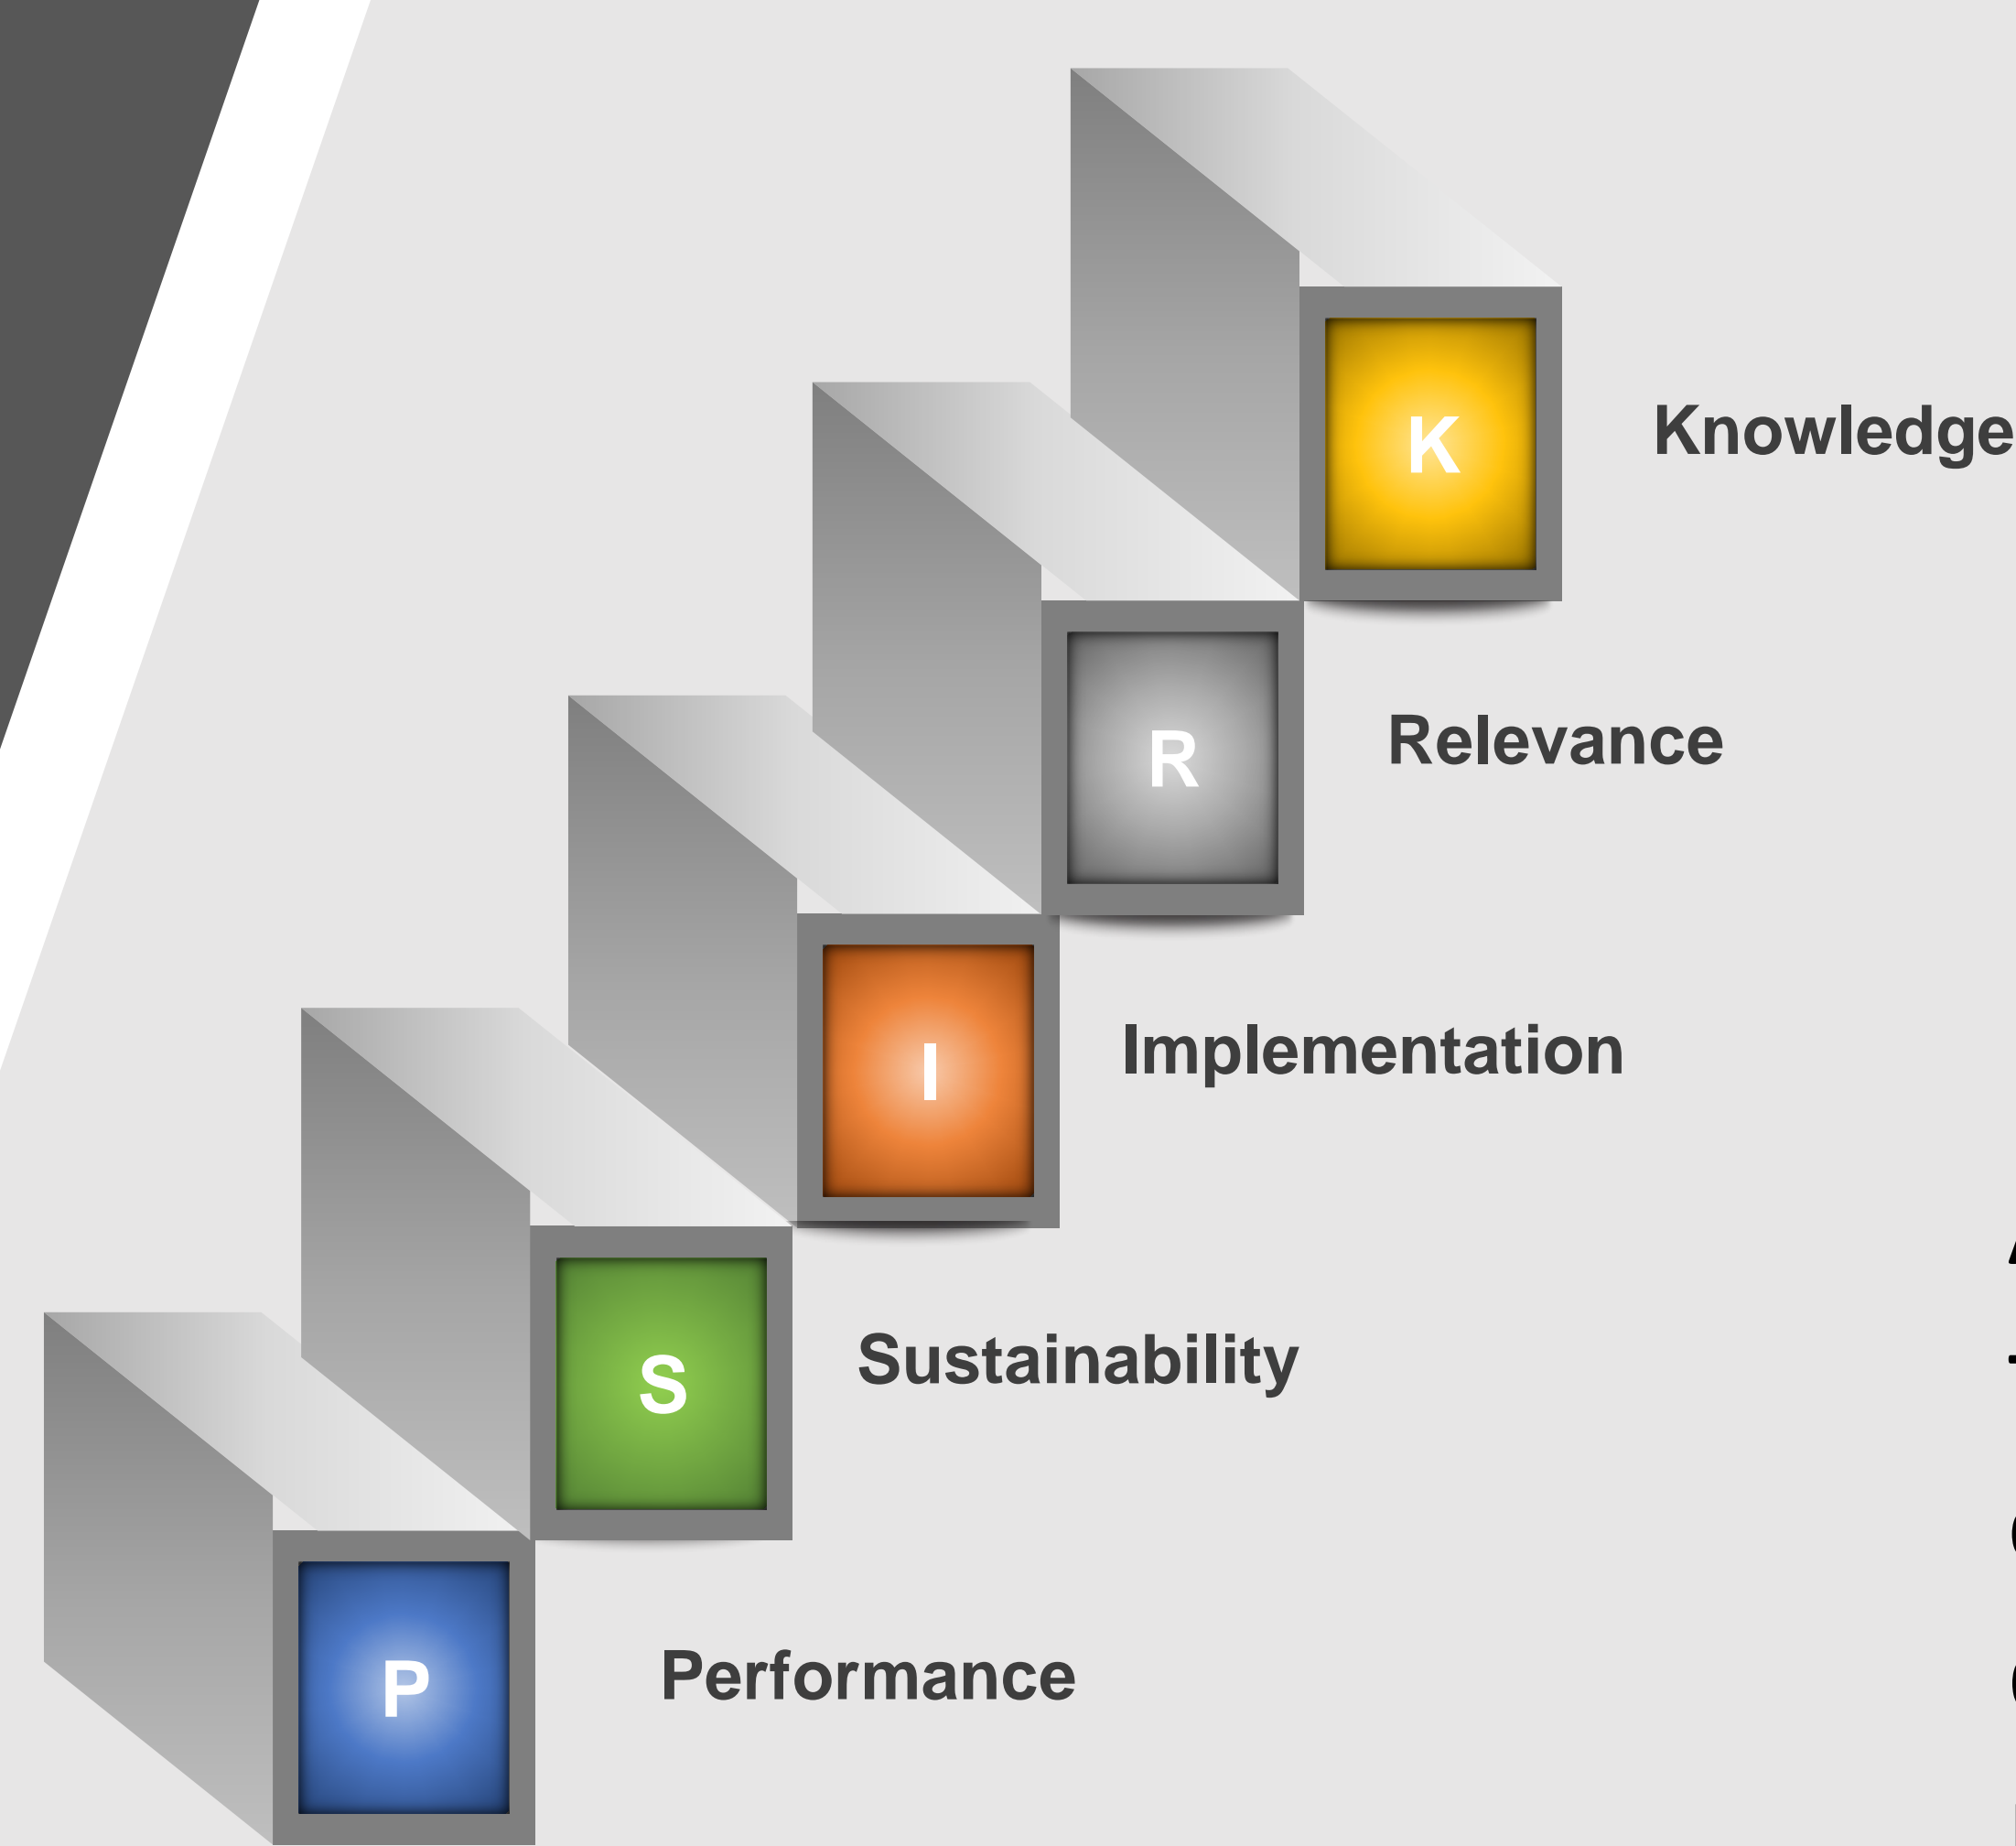 K
Knowledge
R
Relevance
I
Implementation
S
Sustainability
P
Performance